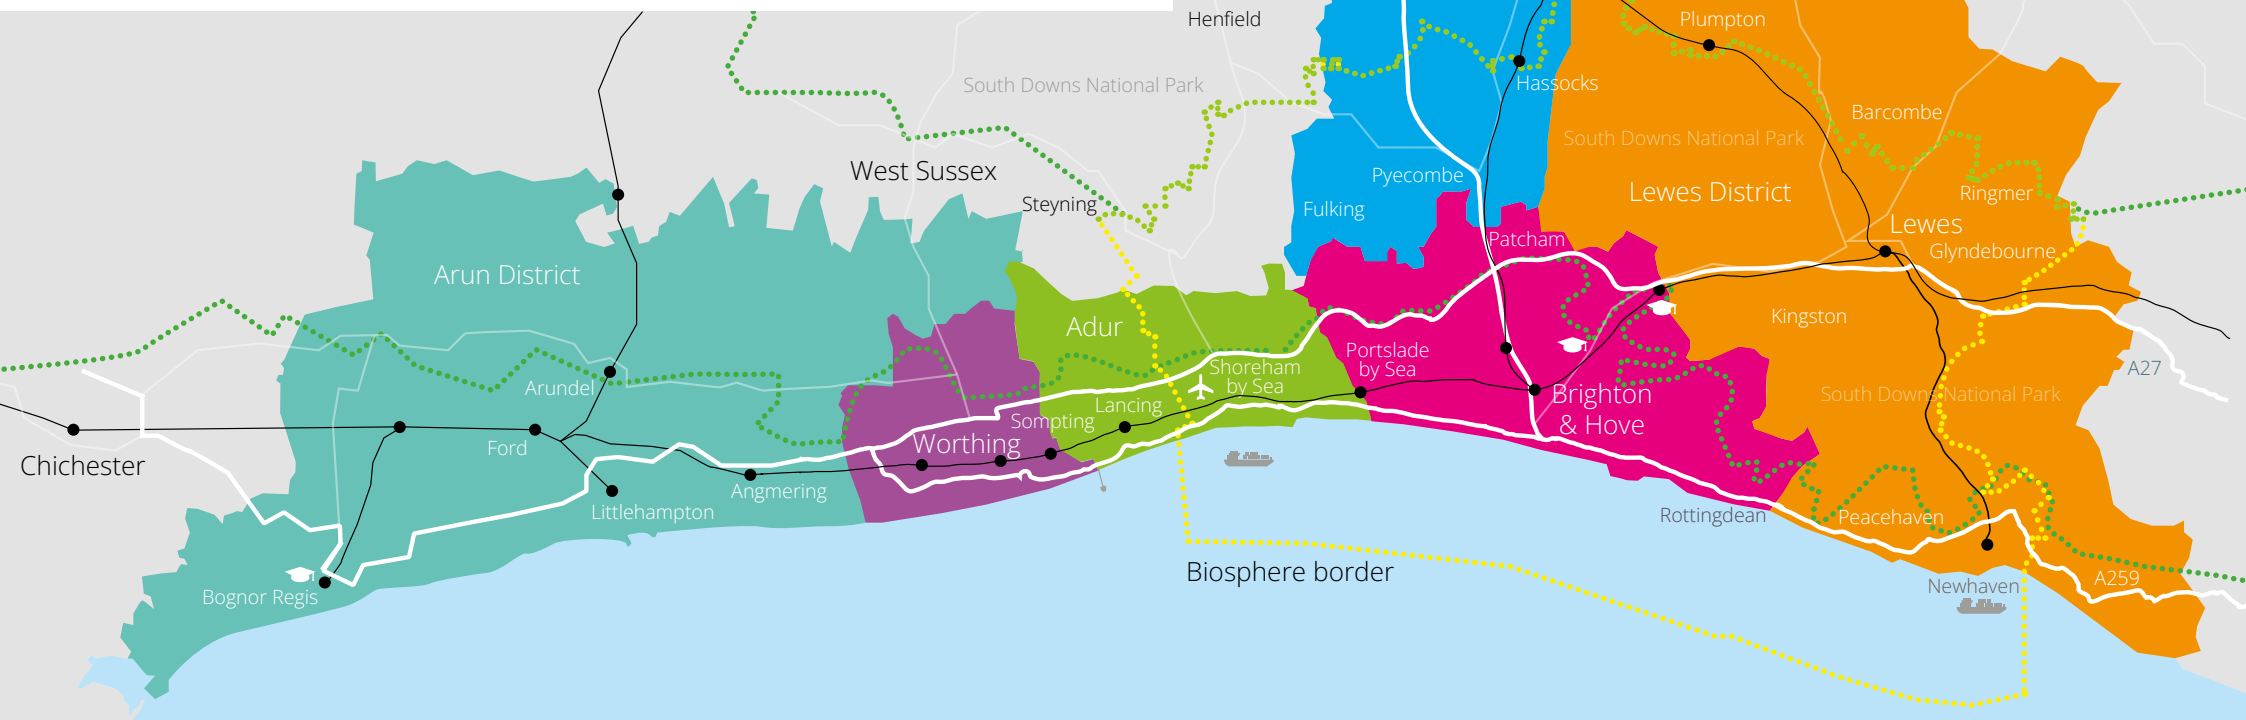 Henfield
Plumpton
South Downs National Park
Hassocks
Barcombe
South Downs National Park
West Sussex
Pyecombe
Lewes District
Ringmer
Steyning
Fulking
Lewes
Patcham
Glyndebourne
Arun District
Adur
Kingston
Portslade
by Sea
Shoreham
by Sea
A27
Arundel
Brighton
& Hove
South Downs National Park
Lancing
Sompting
Worthing
Ford
Chichester
Angmering
Littlehampton
Rottingdean
Peacehaven
Biosphere border
A259
Newhaven
Bognor Regis